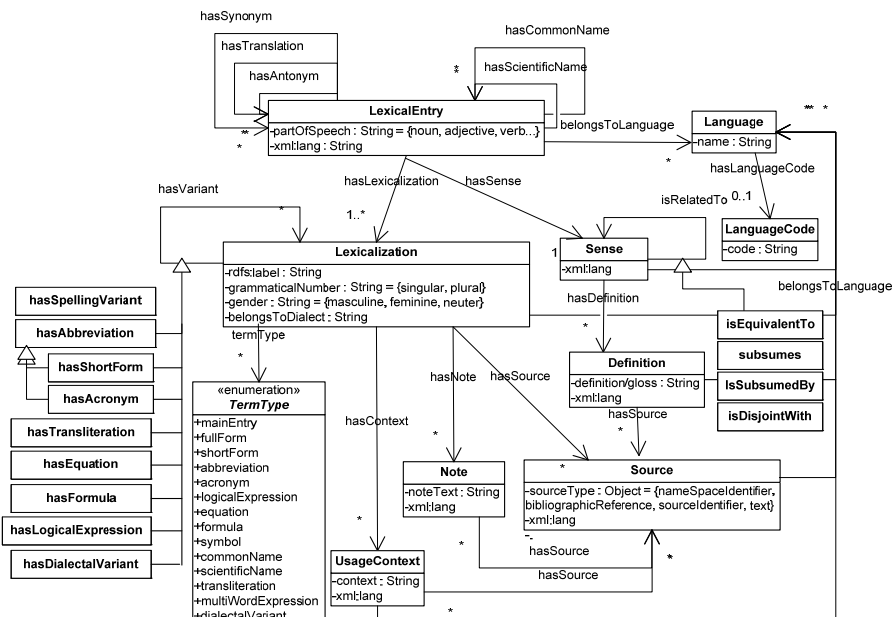 hasSynonym
hasTranslation
hasAntonym
hasCommonName
hasScientificName
*
*
LexicalEntry
-partOfSpeech : String = {noun, adjective, verb...}
-xml:lang : String
**
*
belongsToLanguage
*
Language
-name : String
** *
hasLanguageCode
0..1
LanguageCode
-code : String
hasLexicalization
1..*
hasSense
isRelatedTo
hasVariant
*
Lexicalization
-rdfs:label : String
-grammaticalNumber : String = {singular, plural}
-gender : String = {masculine, feminine, neuter}
-belongsToDialect : String
1
Sense
-xml:lang
belongsToLanguage
hasDefinition
*
isEquivalentTo
subsumes
IsSubsumedBy
isDisjointWith
Definition
-definition/gloss : String
-xml:lang
hasSource
*
hasSpellingVariant
hasAbbreviation
hasShortForm
hasAcronym
hasTransliteration
hasEquation
hasFormula
hasLogicalExpression
hasDialectalVariant
termType
*
«enumeration»
TermType
+mainEntry
+fullForm
+shortForm
+abbreviation
+acronym
+logicalExpression
+equation
+formula
+symbol
+commonName
+scientificName
+transliteration
+multiWordExpression
+dialectalVariant
hasContext
*
hasNote
*
hasSource
*
Note
-noteText : String
-xml:lang
Source
-sourceType : Object = {nameSpaceIdentifier,
bibliographicReference, sourceIdentifier, text}
-xml:lang
-.
hasSource
*
hasSource
*
UsageContext
-context : String
-xml:lang
*